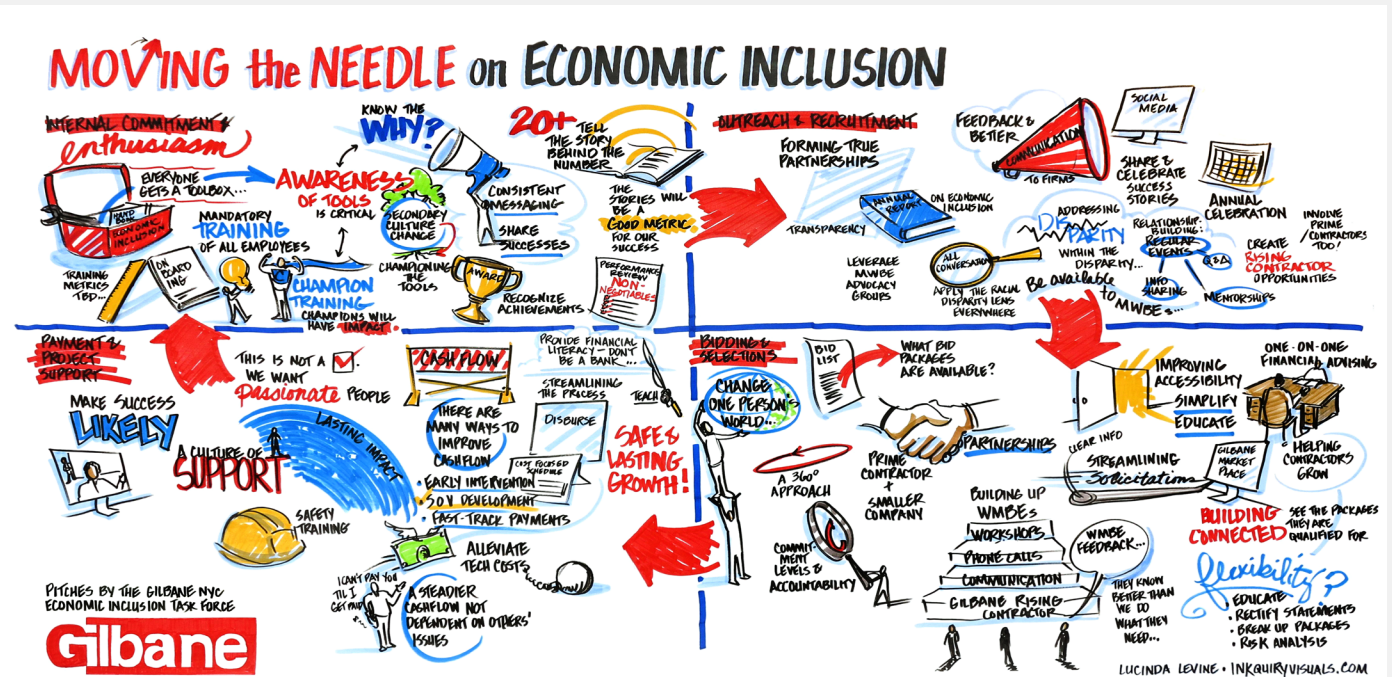 MOVING the NEEDLE on ECONOMIC INCLUSION
INTERNAL COMMITMENT &
enthusiasm
EVERYONE
GETS A TOOLBOX...
HAND
BOOK
ECONOMIC
INCLUSION
KNOW THE
WHY?
AWARENESS
OF TOOLS
IS CRITICAL
MANDATORY
TRAINING
OF ALL EMPLOYEES
TRAINING
METRICS
TBD...
ON
BOARD
ING
CHAMPION
TRAINING
CHAMPIONS WILL
HAVE IMPACT.
SECONDARY
CULTURE
CHANGE
CHAMPIONING
THE
TOOLS
20+
TELL
THE STORY
BEHIND THE
NUMBER
CONSISTENT
MESSAGING
SHARE
SUCCESSES
AWARD
RECOGNIZE
ACHIEVEMENTS
THE
STORIES WILL
BE A
GOOD METRIC
FOR OUR
SUCCESS
PERFORMANCE
REVIEW
NON-
NEGOTIABLES
OUTREACH & RECRUITMENT
FORMING TRUE
PARTNERSHIPS
TRANSPARENCY
ANNUAL
REPORT
ON ECONOMIC
INCLUSION
LEVERAGE
MWBE
ADVOCACY
GROUPS
ALL
CONVERSATION
APPLY THE RACIAL
DISPARITY LENS
EVERYWHERE
FEEDBACK &
BETTER
COMMUNICATION
TO FIRMS
SOCIAL
MEDIA
SHARE &
CELEBRATE
SUCCESS
STORIES
ANNUAL
CELEBRATION
ADDRESSING
DISPARITY
WITHIN THE
DISPARITY...
Be available
to MWBEs...
RELATIONSHIP
BUILDING:
REGULAR
EVENTS
Q & A
INFO
SHARING
MENTORSHIPS
INVOLVE
PRIME
CONTRACTORS
TOO!
CREATE
RISING
CONTRACTOR
OPPORTUNITIES
PAYMENT &
PROJECT
SUPPORT
MAKE SUCCESS
LIKELY
THIS IS NOT A
WE WANT
passionate PEOPLE
A CULTURE OF
SUPPORT
LASTING IMPACT
SAFETY
TRAINING
CASH FLOW
THERE ARE
MANY WAYS TO
IMPROVE
CASHFLOW
• EARLY INTERVENTION
• SOV DEVELOPMENT
• FAST-TRACK PAYMENTS
PROVIDE FINANCIAL
LITERACY - DON'T
BE A BANK...
STREAMLINING
THE PROCESS
TEACH
DISBURSE
COST FOCUSED
SCHEDULE
SAFE &
LASTING
GROWTH!
ALLEVIATE
TECH COSTS
I CAN'T PAY YOU
'TIL I
GET PAID
A STEADIER
CASHFLOW NOT
DEPENDENT ON OTHERS'
ISSUES
PITCHES BY THE GILBANE NYC
ECONOMIC INCLUSION TASK FORCE
Gilbane
BIDDING &
SELECTIONS
CHANGE
ONE PERSON'S
WORLD...
BID
LIST
WHAT BID
PACKAGES
ARE AVAILABLE?
A 360°
APPROACH
PRIME
CONTRACTOR
+
SMALLER
COMPANY
PARTNERSHIPS
COMMIT-
MENT
LEVELS &
ACCOUNTABILITY
BUILDING UP
WMBEs
WORKSHOPS
PHONE CALLS
COMMUNICATION
GILBANE RISING
CONTRACTOR
WMBE
FEEDBACK...
THEY KNOW
BETTER THAN
WE DO
WHAT THEY
NEED...
IMPROVING
ACCESSIBILITY
SIMPLIFY
EDUCATE
ONE-ON-ONE
FINANCIAL ADVISING
CLEAR INFO
STREAMLINING
Solicitations
GILBANE
MARKET
PLACE
HELPING
CONTRACTORS
GROW
BUILDING
CONNECTED
SEE THE PACKAGES
THEY ARE
QUALIFIED FOR
flexibility?
• EDUCATE
• RECTIFY STATEMENTS
• BREAK UP PACKAGES
• RISK ANALYSIS
LUCINDA LEVINE • INKQUIRYVISUALS.COM